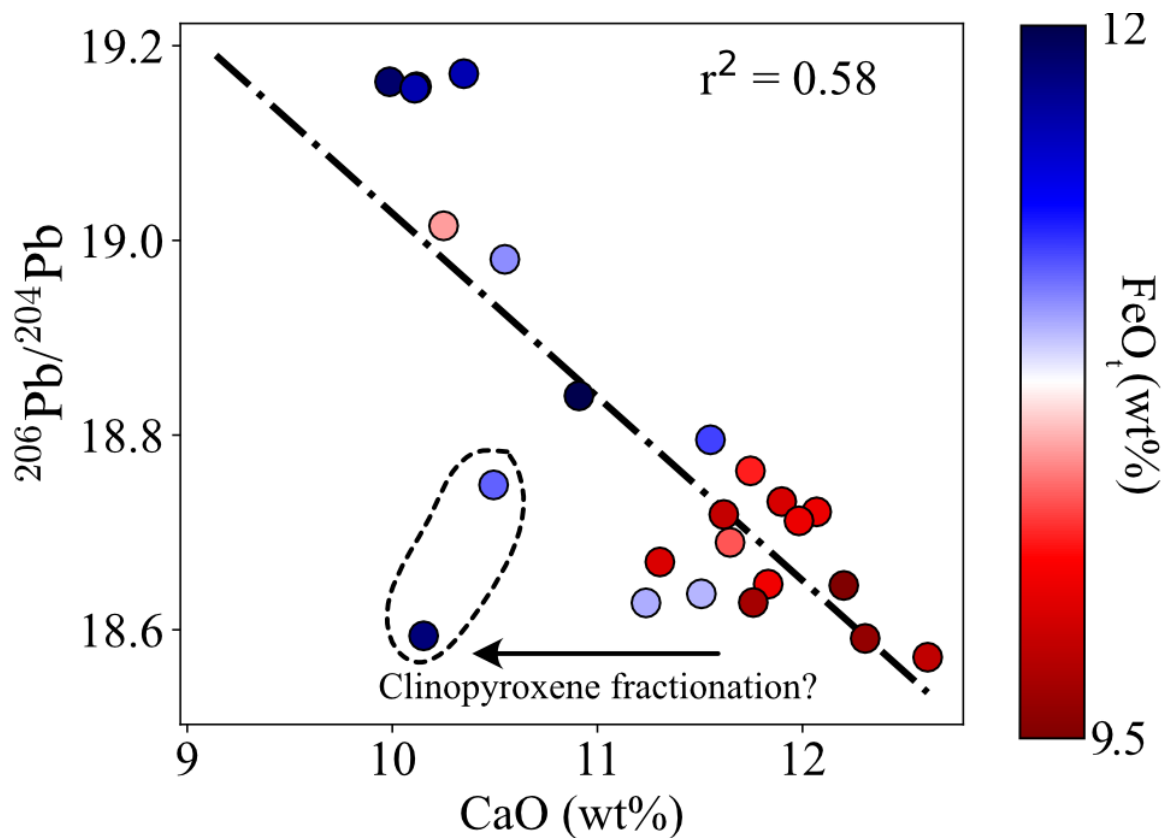 19.2
19.0
18.8
18.6
²⁰⁶Pb/²⁰⁴Pb
r² = 0.58
Clinopyroxene fractionation?
9
10
11
12
CaO (wt%)
12
FeOₜ (wt%)
9.5